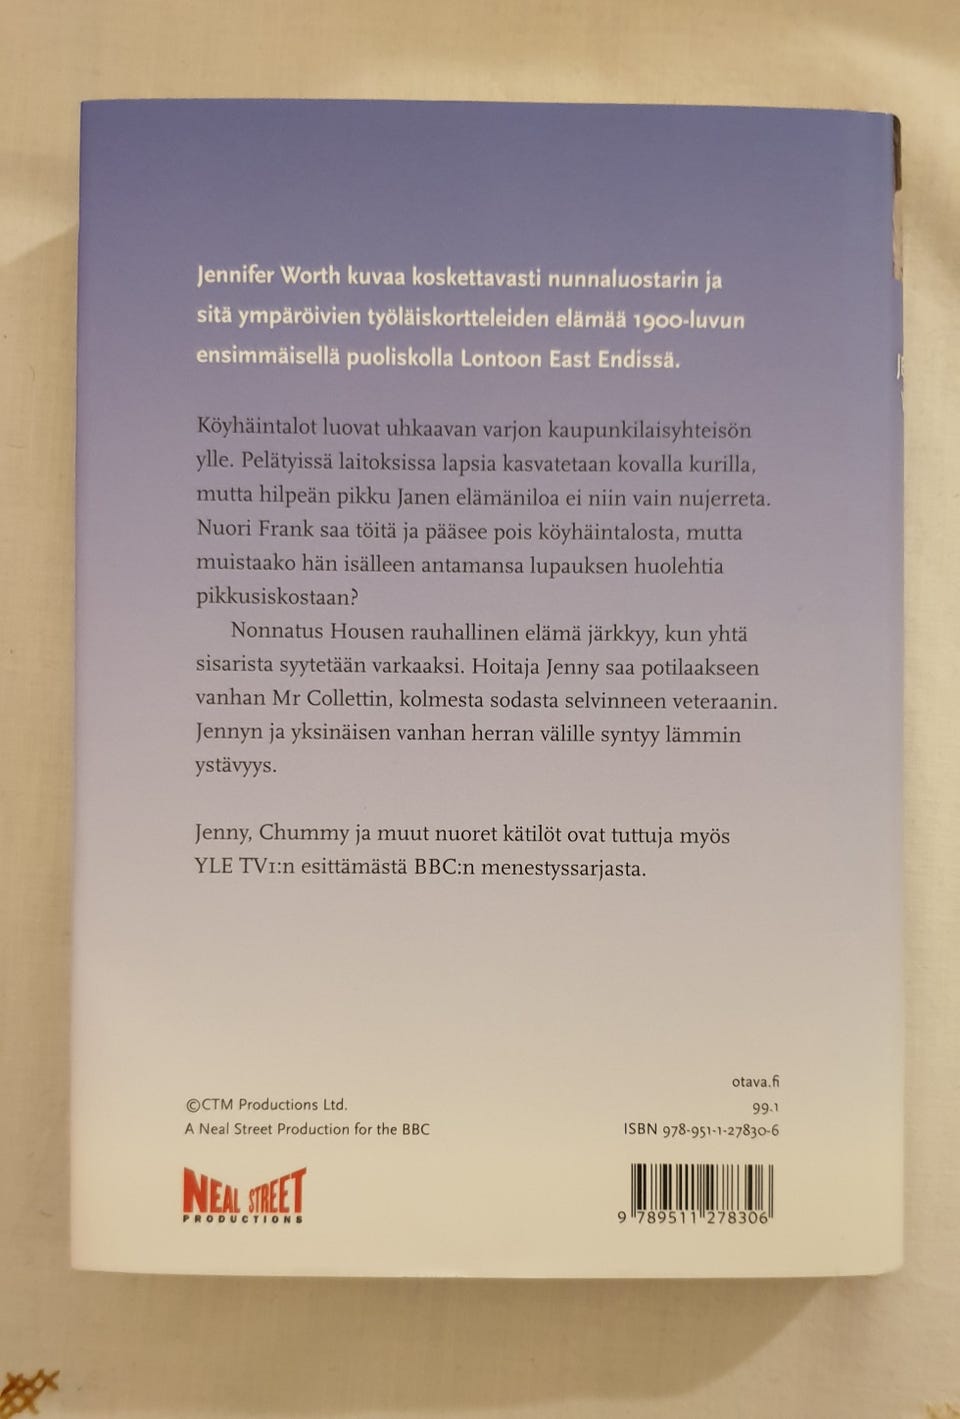 Jennifer Worth kuvaa koskettavasti nunnaluostarin ja
sitä ympäröivien työläiskortteleiden elämää 1900-luvun
ensimmäisellä puoliskolla Lontoon East Endissä.
Köyhäintalot luovat uhkaavan varjon kaupunkilaisyhteisön
ylle. Pelätyissä laitoksissa lapsia kasvatetaan kovalla kurilla,
mutta hilpeän pikku Janen elämäniloa ei niin vain nujerreta.
Nuori Frank saa töitä ja pääsee pois köyhäintalosta, mutta
muistaako hän isälleen antamansa lupauksen huolehtia
pikkusiskostaan?
Nonnatus Housen rauhallinen elämä järkkyy, kun yhtä
sisarista syytetään varkaaksi. Hoitaja Jenny saa potilaakseen
vanhan Mr Collettin, kolmesta sodasta selvinneen veteraanin.
Jennyn ja yksinäisen vanhan herran välille syntyy lämmin
ystävyys.
Jenny, Chummy ja muut nuoret kätilöt ovat tuttuja myös
YLE TV1:n esittämästä BBC:n menestyssarjasta.
©CTM Productions Ltd.
A Neal Street Production for the BBC
NEAL STREET
PRODUCTIONS
otava.fi
99.1
ISBN 978-951-1-27830-6
9 789511 278306